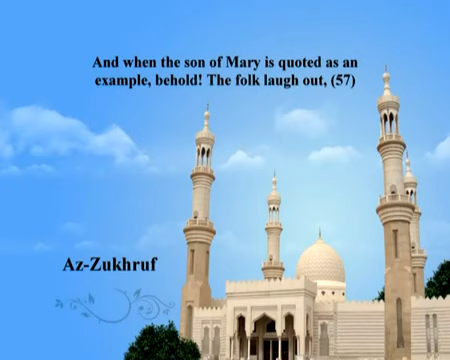 And when the son of Mary is quoted as an
example, behold! The folk laugh out, (57)
Az-Zukhruf